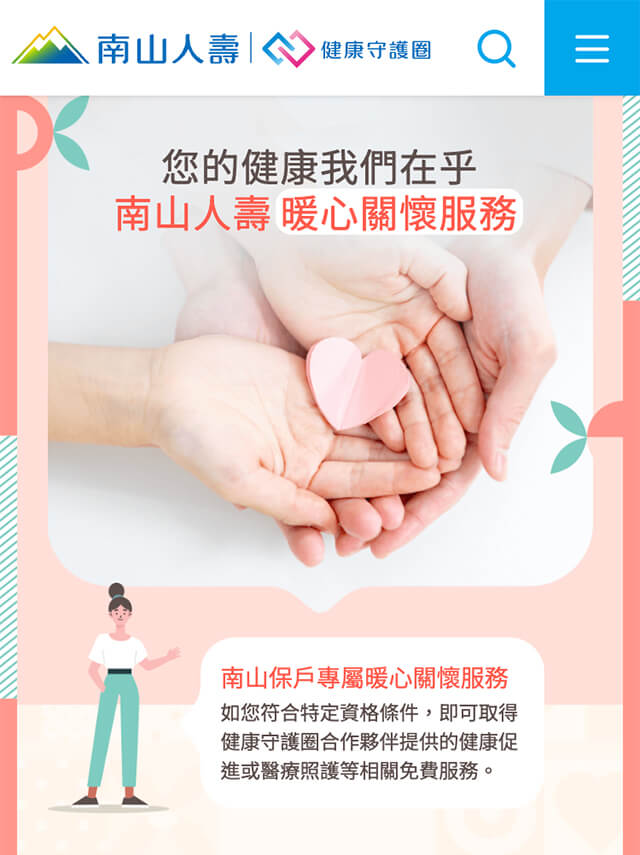 南山人壽 健康守護圈
您的健康我們在乎
南山人壽 暖心關懷服務
南山保戶專屬暖心關懷服務
如您符合特定資格條件，即可取得
健康守護圈合作夥伴提供的健康促
進或醫療照護等相關免費服務。